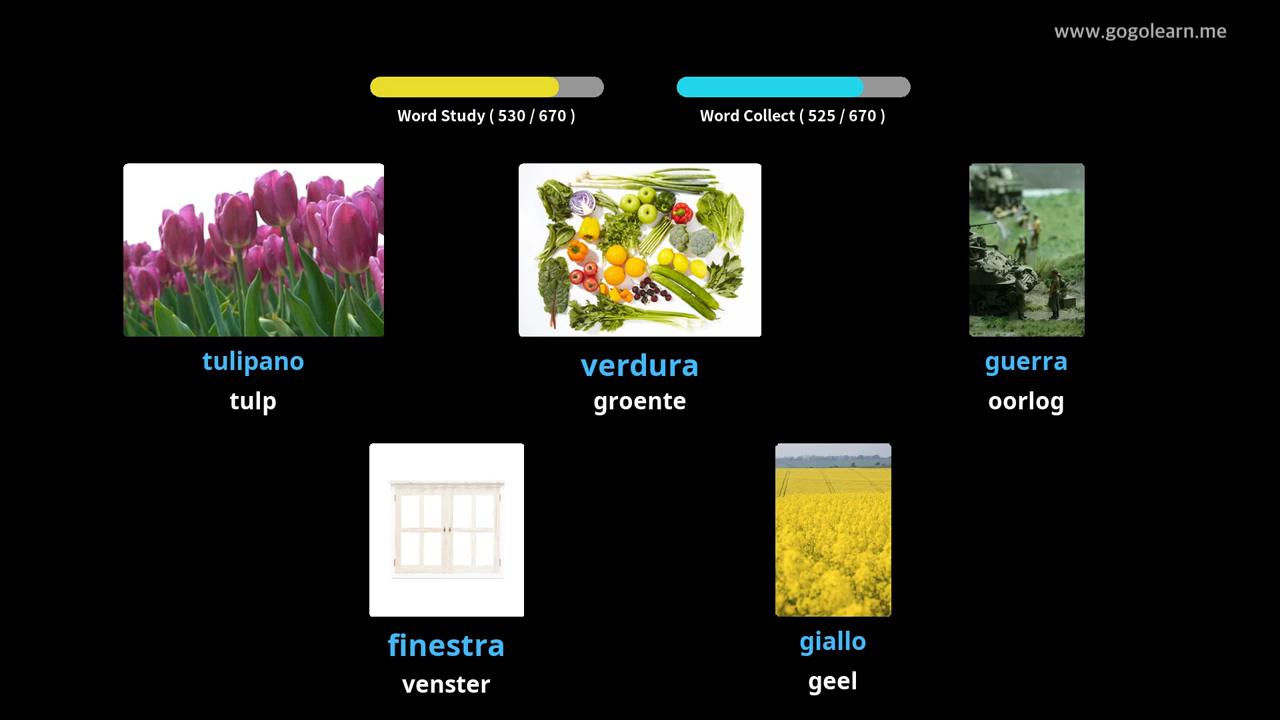 www.gogolearn.me
Word Study ( 530 / 670 )
Word Collect ( 525 / 670 )
tulipano
tulp
verdura
groente
guerra
oorlog
finestra
venster
giallo
geel